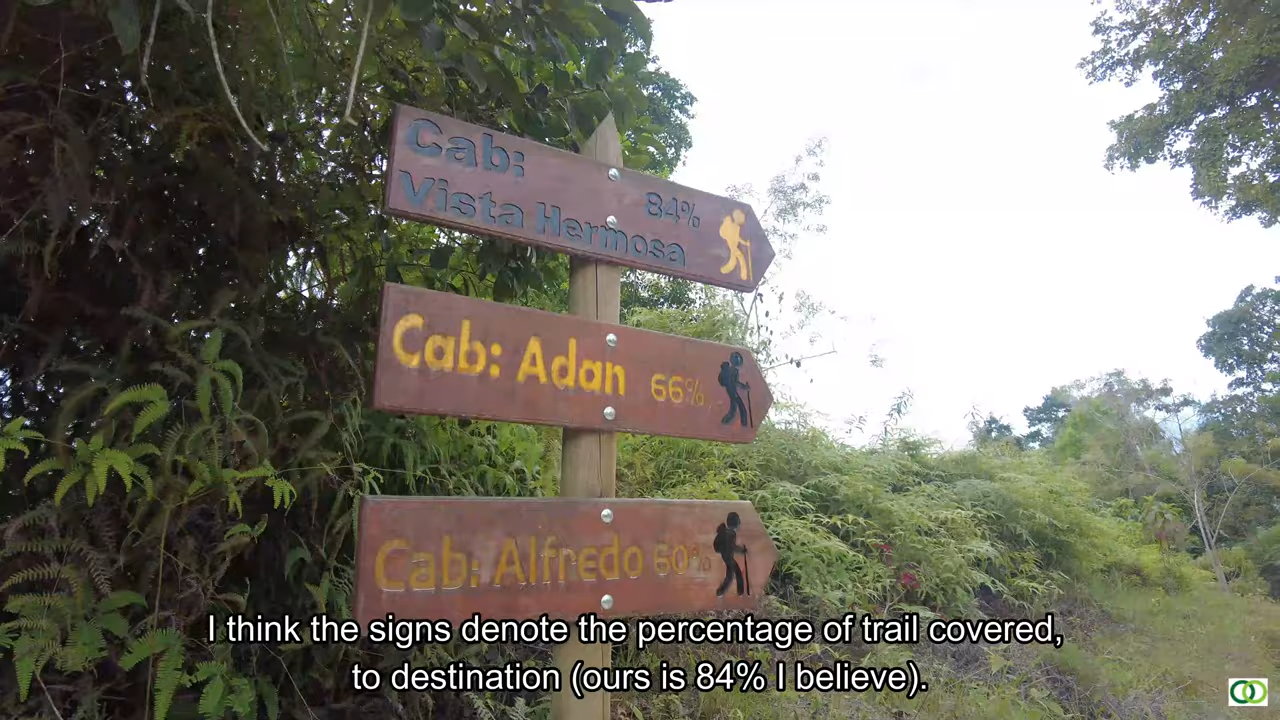 Cab:
Vista Hermosa 84%
Cab: Adan 66%
Cab: Alfredo 60%
I think the signs denote the percentage of trail covered,
to destination (ours is 84% I believe).